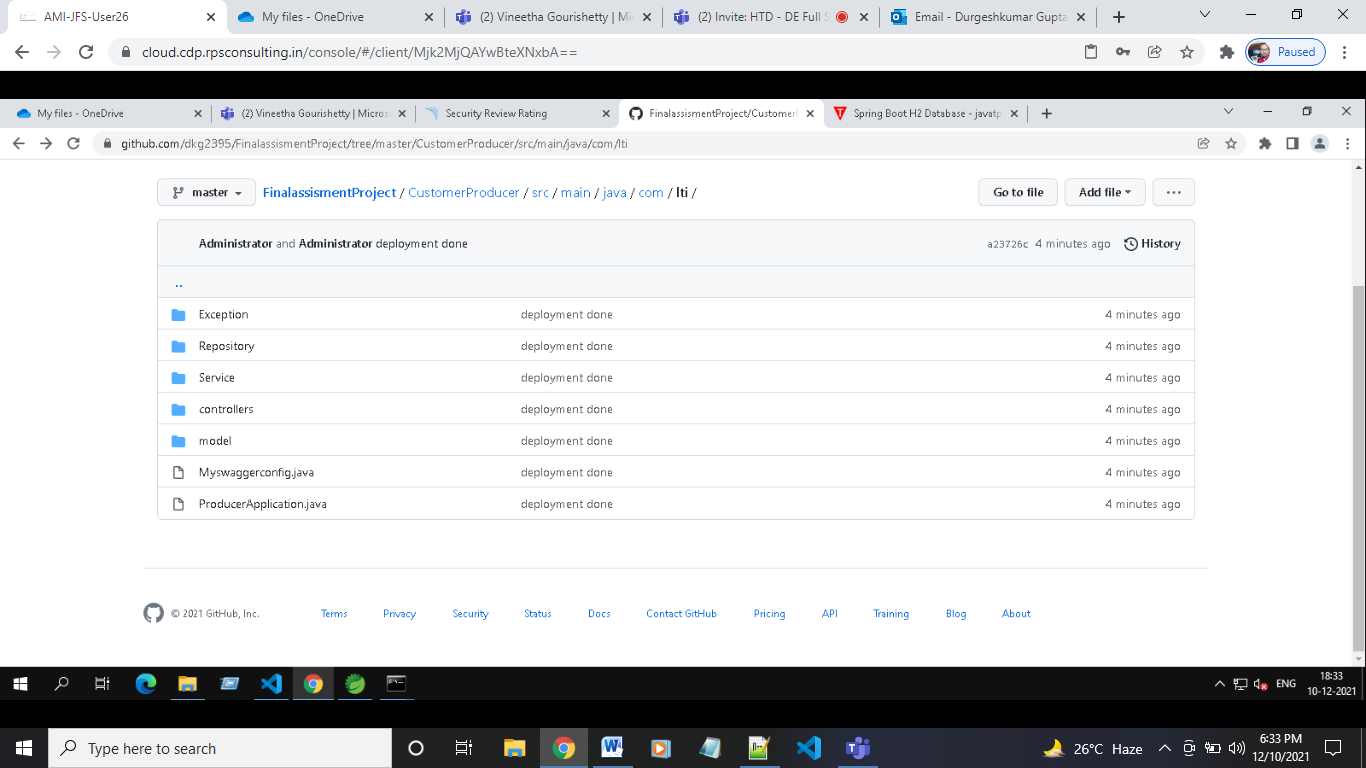 AMI-JFS-User26
My files - OneDrive
(2) Vineetha Gourishetty | Mi
(2) Invite: HTD - DE Full S
Email - Durgeshkumar Gupta
cloud.cdp.rpsconsulting.in/console/#/client/Mjk2MjQAYwBteXNxbA==
Paused
My files - OneDrive
(2) Vineetha Gourishetty | Micros
Security Review Rating
FinalassismentProject/Customer
Spring Boot H2 Database - javatp
github.com/dkg2395/FinalassismentProject/tree/master/CustomerProducer/src/main/java/com/lti
master
FinalassismentProject / CustomerProducer / src / main / java / com / lti /
Go to file
Add file
...
Administrator and Administrator deployment done
a23726c 4 minutes ago
History
..
Exception deployment done 4 minutes ago
Repository deployment done 4 minutes ago
Service deployment done 4 minutes ago
controllers deployment done 4 minutes ago
model deployment done 4 minutes ago
Myswaggerconfig.java deployment done 4 minutes ago
ProducerApplication.java deployment done 4 minutes ago
© 2021 GitHub, Inc. Terms Privacy Security Status Docs Contact GitHub Pricing API Training Blog About
ENG
18:33
10-12-2021
Type here to search
26°C Haze
6:33 PM
12/10/2021